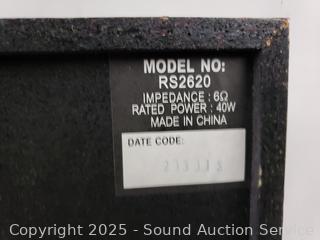 MODEL NO:
RS2620
IMPEDANCE : 6Ω
RATED POWER : 40W
MADE IN CHINA
DATE CODE:
Copyright © 2025 - Sound Auction Service